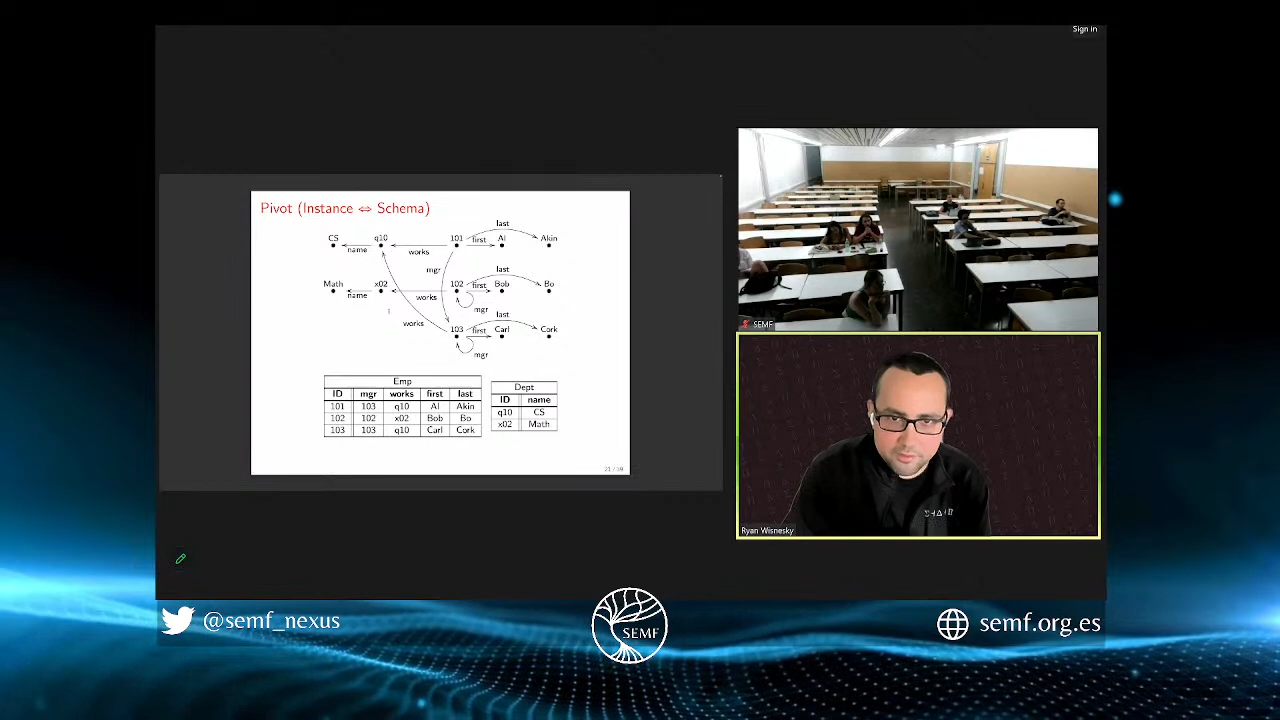 Sign in
Pivot (Instance ⇔ Schema)
last
CS q10 101 first Al Akin
name works
mgr
last
Math x02 102 first Bob Bo
name works mgr
works
last
103 first Carl Cork
mgr
Emp
ID mgr works first last
101 103 q10 Al Akin
102 102 x02 Bob Bo
103 103 q10 Carl Cork
Dept
ID name
q10 CS
x02 Math
21 / 39
SEMF
Ryan Wisnesky
@semf_nexus
SEMF
semf.org.es